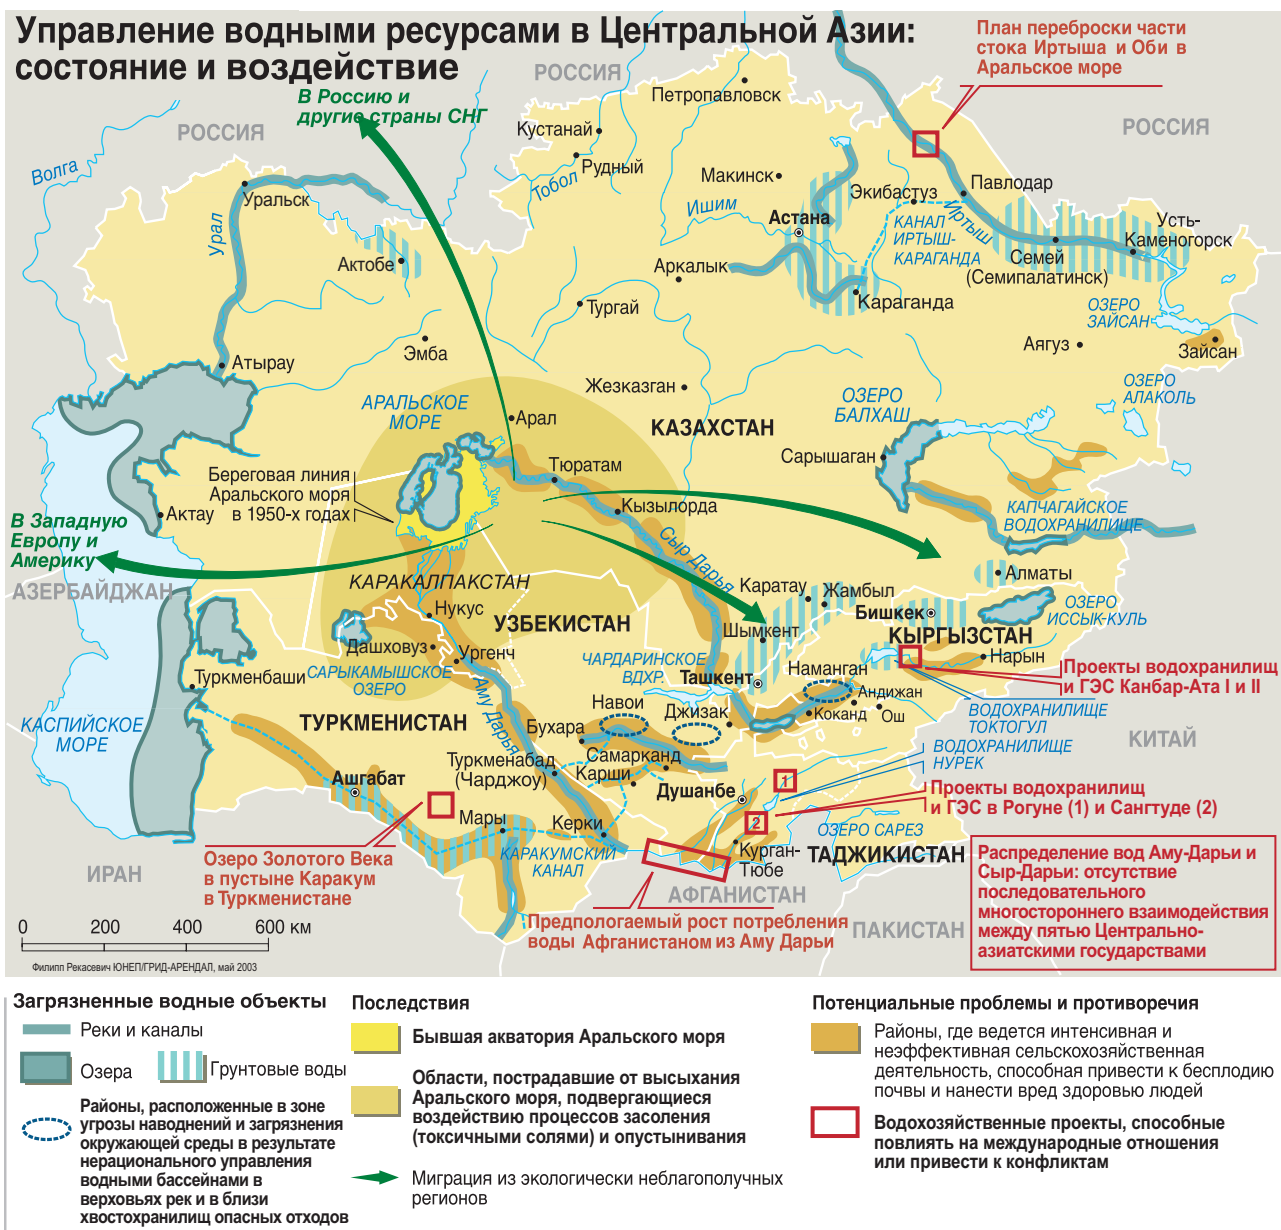 Управление водными ресурсами в Центральной Азии:
состояние и воздействие
План переброски части
стока Иртыша и Оби в
Аральское море
РОССИЯ
В Россию и
другие страны СНГ
РОССИЯ
РОССИЯ
Петропавловск
Кустанай
Рудный
Тобол
Волга
Уральск
Урал
Макинск
Экибастуз
Павлодар
Ишим
Астана
КАНАЛ
ИРТЫШ-
КАРАГАНДА
Иртыш
Усть-
Каменогорск
Семей
(Семипалатинск)
Актобе
Аркалык
Караганда
Тургай
ОЗЕРО
ЗАЙСАН
Зайсан
Аягуз
Эмба
Атырау
Жезказган
ОЗЕРО
АЛАКОЛЬ
ОЗЕРО
БАЛХАШ
АРАЛЬСКОЕ
МОРЕ
Арал
КАЗАХСТАН
Сарышаган
Тюратам
Береговая линия
Аральского моря
в 1950-х годах
Актау
Кызылорда
КАПЧАГАЙСКОЕ
ВОДОХРАНИЛИЩЕ
В Западную
Европу и
Америку
Сыр Дарья
АЗЕРБАЙДЖАН
КАРАКАЛПАКСТАН
Алматы
Каратау
Жамбыл
Бишкек
ОЗЕРО
ИССЫК-КУЛЬ
Нукус
УЗБЕКИСТАН
Шымкент
КЫРГЫЗСТАН
Дашховуз
Ургенч
Нарын
САРЫКАМЫШСКОЕ
ОЗЕРО
ЧАРДАРИНСКОЕ
ВДХР.
Ташкент
Наманган
Проекты водохранилищ
и ГЭС Канбар-Ата I и II
Туркменбаши
Андижан
Аму Дарья
Навои
Джизак
Коканд
Ош
ВОДОХРАНИЛИЩЕ
ТОКТОГУЛ
КАСПИЙСКОЕ
МОРЕ
ТУРКМЕНИСТАН
Бухара
КИТАЙ
ВОДОХРАНИЛИЩЕ
НУРЕК
Туркменабад
(Чарджоу)
Самарканд
Карши
Ашгабат
Душанбе
1
Проекты водохранилищ
и ГЭС в Рогуне (1) и Сангтуде (2)
2
Мары
Керки
ОЗЕРО САРЕЗ
КАРАКУМСКИЙ
КАНАЛ
Курган-
Тюбе
ТАДЖИКИСТАН
ИРАН
Озеро Золотого Века
в пустыне Каракум
в Туркменистане
АФГАНИСТАН
Предпологаемый рост потребления
воды Афганистаном из Аму Дарьи
ПАКИСТАН
Распределение вод Аму-Дарьи и
Сыр-Дарьи: отсутствие
последовательного
многостороннего взаимодействия
между пятью Центрально-
азиатскими государствами
0 200 400 600 км
Филипп Рекасевич ЮНЕП/ГРИД-АРЕНДАЛ, май 2003
Загрязненные водные объекты
Реки и каналы
Озера
Грунтовые воды
Районы, расположенные в зоне
угрозы наводнений и загрязнения
окружающей среды в результате
нерационального управления
водными бассейнами в
верховьях рек и в близи
хвостохранилищ опасных отходов
Последствия
Бывшая акватория Аральского моря
Области, пострадавшие от высыхания
Аральского моря, подвергающиеся
воздействию процессов засоления
(токсичными солями) и опустынивания
Миграция из экологически неблагополучных
регионов
Потенциальные проблемы и противоречия
Районы, где ведется интенсивная и
неэффективная сельскохозяйственная
деятельность, способная привести к бесплодию
почвы и нанести вред здоровью людей
Водохозяйственные проекты, способные
повлиять на международные отношения
или привести к конфликтам